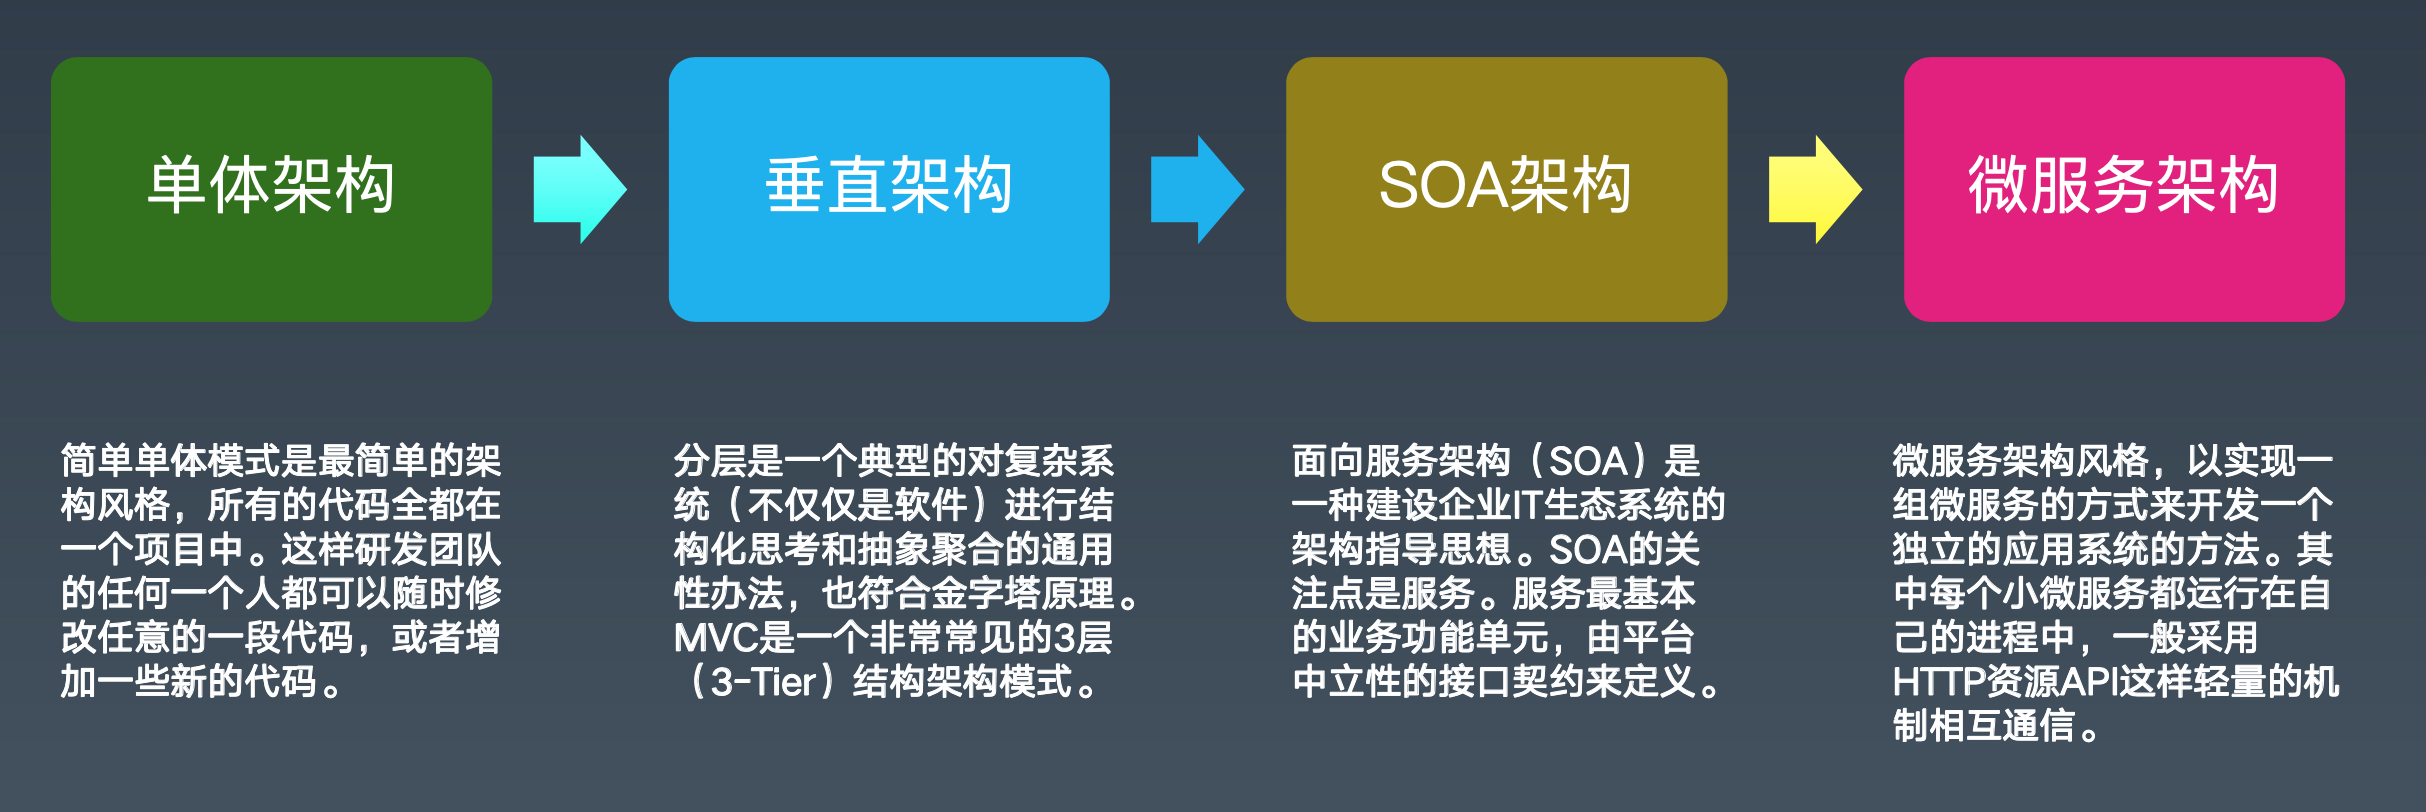 单体架构
垂直架构
SOA架构
微服务架构
简单单体模式是最简单的架
构风格，所有的代码全都在
一个项目中。这样研发团队
的任何一个人都可以随时修
改任意的一段代码，或者增
加一些新的代码。
分层是一个典型的对复杂系
统（不仅仅是软件）进行结
构化思考和抽象聚合的通用
性办法，也符合金字塔原理。
MVC是一个非常常见的3层
（3-Tier）结构架构模式。
面向服务架构（SOA）是
一种建设企业IT生态系统的
架构指导思想。SOA的关
注点是服务。服务最基本
的业务功能单元，由平台
中立性的接口契约来定义。
微服务架构风格，以实现一
组微服务的方式来开发一个
独立的应用系统的方法。其
中每个小微服务都运行在自
己的进程中，一般采用
HTTP资源API这样轻量的机
制相互通信。